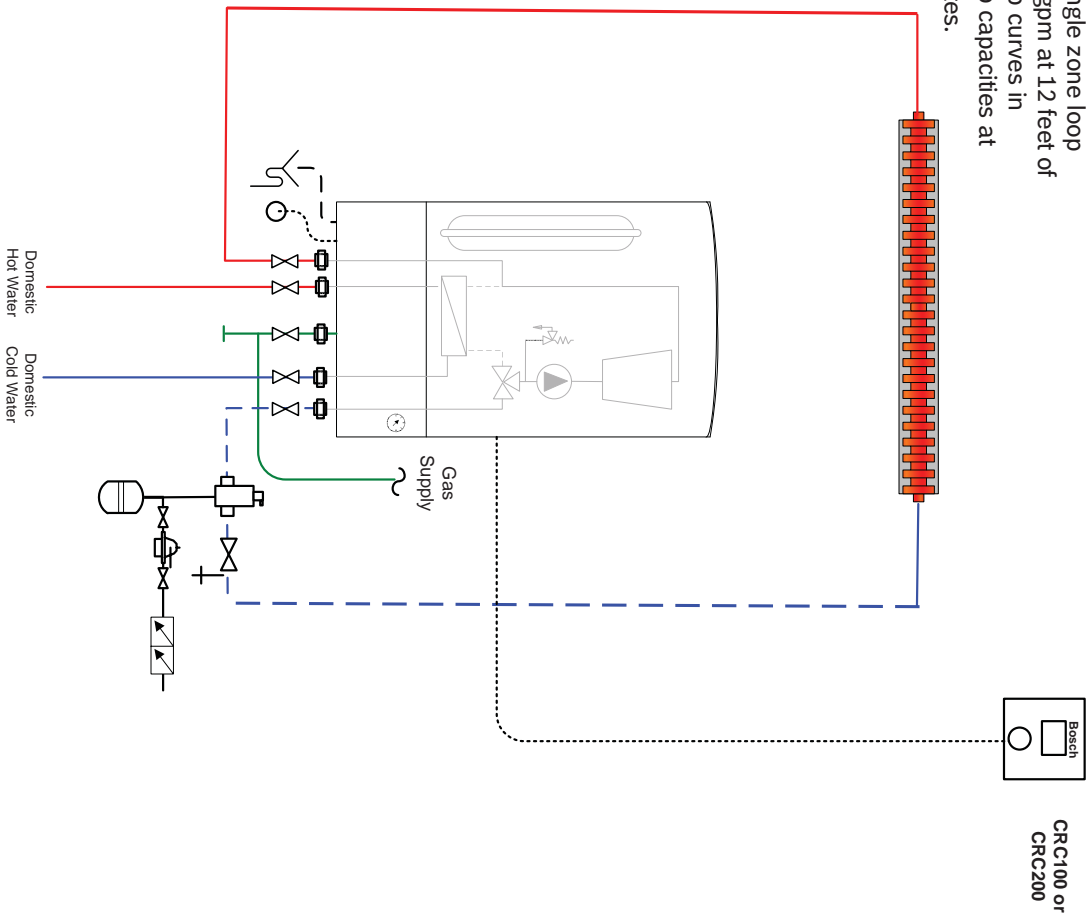 ngle zone loop
gpm at 12 feet of
curves in
capacities at
Bosch
CRC100 or
CRC200
Gas
Supply
Domestic
Hot Water
Domestic
Cold Water